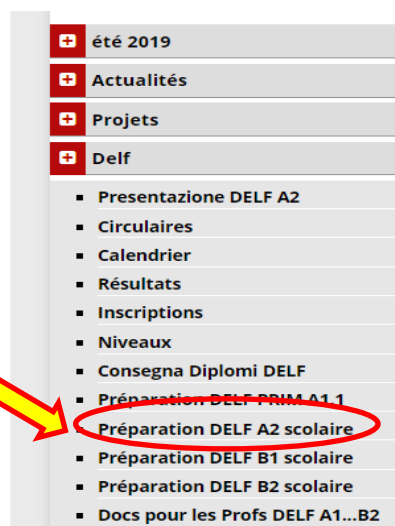 été 2019
Actualités
Projets
Delf
Presentazione DELF A2
Circulaires
Calendrier
Résultats
Inscriptions
Niveaux
Consegna Diplomi DELF
Préparation DELF PRIM A1.1
Préparation DELF A2 scolaire
Préparation DELF B1 scolaire
Préparation DELF B2 scolaire
Docs pour les Profs DELF A1...B2